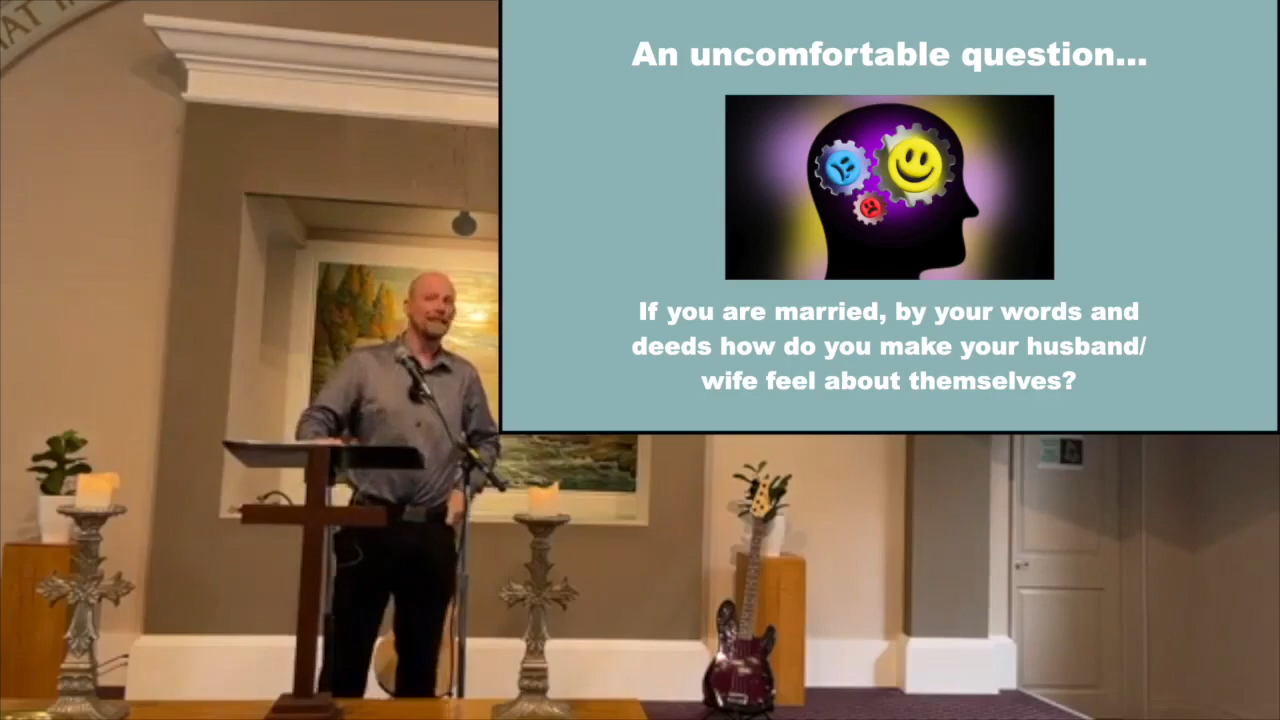 HAT
An uncomfortable question...
If you are married, by your words and
deeds how do you make your husband/
wife feel about themselves?